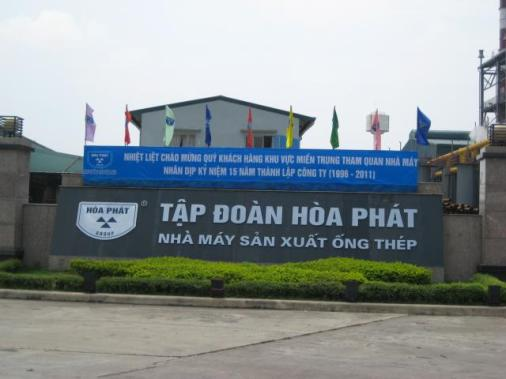 NHIỆT LIỆT CHÀO MỪNG QUÝ KHÁCH HÀNG KHU VỰC MIỀN TRUNG THAM QUAN NHÀ MÁY
NHÂN DỊP KỶ NIỆM 15 NĂM THÀNH LẬP CÔNG TY (1996 - 2011)
HÒA PHÁT
GROUP
®
TẬP ĐOÀN HÒA PHÁT
NHÀ MÁY SẢN XUẤT ỐNG THÉP